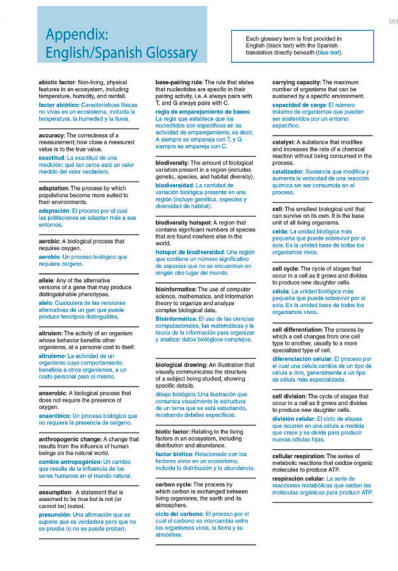 393
Appendix:
English/Spanish Glossary
Each glossary term is first provided in
English (black text) with the Spanish
translation directly beneath (blue text).
abiotic factor: Non-living, physical
features in an ecosystem, including
temperature, humidity, and rainfall.
factor abiótico: Características físicas
no vivas en un ecosistema, incluida la
temperatura, la humedad y la lluvia.
accuracy: The correctness of a
measurement; how close a measured
value is to the true value.
exactitud: La exactitud de una
medición: qué tan cerca está un valor
medido del valor verdadero.
adaptation: The process by which
populations become more suited to
their environments.
adaptación: El proceso por el cual
las poblaciones se adaptan más a sus
entornos.
aerobic: A biological process that
requires oxygen.
aerobio: Un proceso biológico que
requiere oxígeno.
allele: Any of the alternative
versions of a gene that may produce
distinguishable phenotypes.
alelo: Cualquiera de las versiones
alternativas de un gen que puede
producir fenotipos distinguibles.
altruism: The activity of an organism
whose behavior benefits other
organisms, at a personal cost to itself.
altruismo: La actividad de un
organismo cuyo comportamiento
beneficia a otros organismos, a un
costo personal para sí mismo.
anaerobic: A biological process that
does not require the presence of
oxygen.
anaeróbico: Un proceso biológico que
no requiere la presencia de oxígeno.
anthropogenic change: A change that
results from the influence of human
beings on the natural world.
cambio antropogénico: Un cambio
que resulta de la influencia de los
seres humanos en el mundo natural.
assumption: A statement that is
assumed to be true but is not (or
cannot be) tested.
presunción: Una afirmación que se
supone que es verdadera pero que no
se prueba (o no se puede probar).
base-pairing rule: The rule that states
that nucleotides are specific in their
pairing activity, i.e. A always pairs with
T, and G always pairs with C.
regla de emparejamiento de bases:
La regla que establece que los
nucleótidos son específicos en su
actividad de emparejamiento, es decir,
A siempre se empareja con T, y G
siempre se empareja con C.
biodiversity: The amount of biological
variation present in a region (includes
genetic, species, and habitat diversity).
biodiversidad: La cantidad de
variación biológica presente en una
región (incluye genética, especies y
diversidad de hábitat).
biodiversity hotspot: A region that
contains significant numbers of species
that are found nowhere else in the
world.
hotspot de biodiversidad: Una región
que contiene un número significativo
de especies que no se encuentran en
ningún otro lugar del mundo.
bioinformatics: The use of computer
science, mathematics, and information
theory to organize and analyze
complex biological data.
Bioinformática: El uso de las ciencias
computacionales, las matemáticas y la
teoría de la información para organizar
y analizar datos biológicos complejos.
biological drawing: An illustration that
visually communicates the structure
of a subject being studied, showing
specific details.
dibujo biológico: Una ilustración que
comunica visualmente la estructura
de un tema que se está estudiando,
mostrando detalles específicos.
biotic factor: Relating to the living
factors in an ecosystem, including
distribution and abundance.
factor biótico: Relacionado con los
factores vivos en un ecosistema,
incluida la distribución y la abundancia.
carbon cycle: The process by
which carbon is exchanged between
living organisms, the earth and its
atmosphere.
ciclo del carbono: El proceso por el
cual el carbono se intercambia entre
los organismos vivos, la tierra y su
atmósfera.
carrying capacity: The maximum
number of organisms that can be
sustained by a specific environment.
capacidad de carga: El número
máximo de organismos que pueden
ser sostenidos por un entorno
específico.
catalyst: A substance that modifies
and increases the rate of a chemical
reaction without being consumed in the
process.
catalizador: Sustancia que modifica y
aumenta la velocidad de una reacción
química sin ser consumida en el
proceso.
cell: The smallest biological unit that
can survive on its own. It is the base
unit of all living organisms.
celda: La unidad biológica más
pequeña que puede sobrevivir por sí
sola. Es la unidad de base de todos los
organismos vivos.
cell cycle: The cycle of stages that
occur in a cell as it grows and divides
to produce new daughter cells.
célula: La unidad biológica más
pequeña que puede sobrevivir por sí
sola. Es la unidad base de todos los
organismos vivos.
cell differentiation: The process by
which a cell changes from one cell
type to another, usually to a more
specialized type of cell.
diferenciación celular: El proceso por
el cual una célula cambia de un tipo de
célula a otro, generalmente a un tipo
de célula más especializada.
cell division: The cycle of stages that
occur in a cell as it grows and divides
to produce new daughter cells.
división celular: El ciclo de etapas
que ocurren en una célula a medida
que crece y se divide para producir
nuevas células hijas.
cellular respiration: The series of
metabolic reactions that oxidize organic
molecules to produce ATP.
respiración celular: La serie de
reacciones metabólicas que oxidan las
moléculas orgánicas para producir ATP.